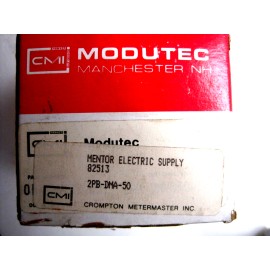 CMI
MODUTEC
MANCHESTER NH
Modutec
MENTOR ELECTRIC SUPPLY
82513
2PB-DMA-50
CMI
CROMPTON METERMASTER INC